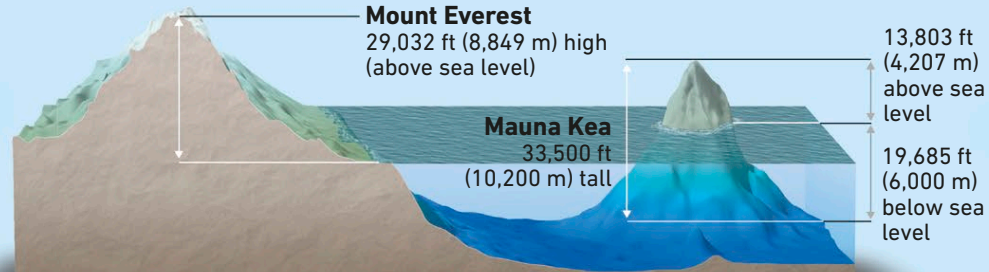 Mount Everest
29,032 ft (8,849 m) high
(above sea level)
Mauna Kea
33,500 ft
(10,200 m) tall
13,803 ft
(4,207 m)
above sea
level
19,685 ft
(6,000 m)
below sea
level